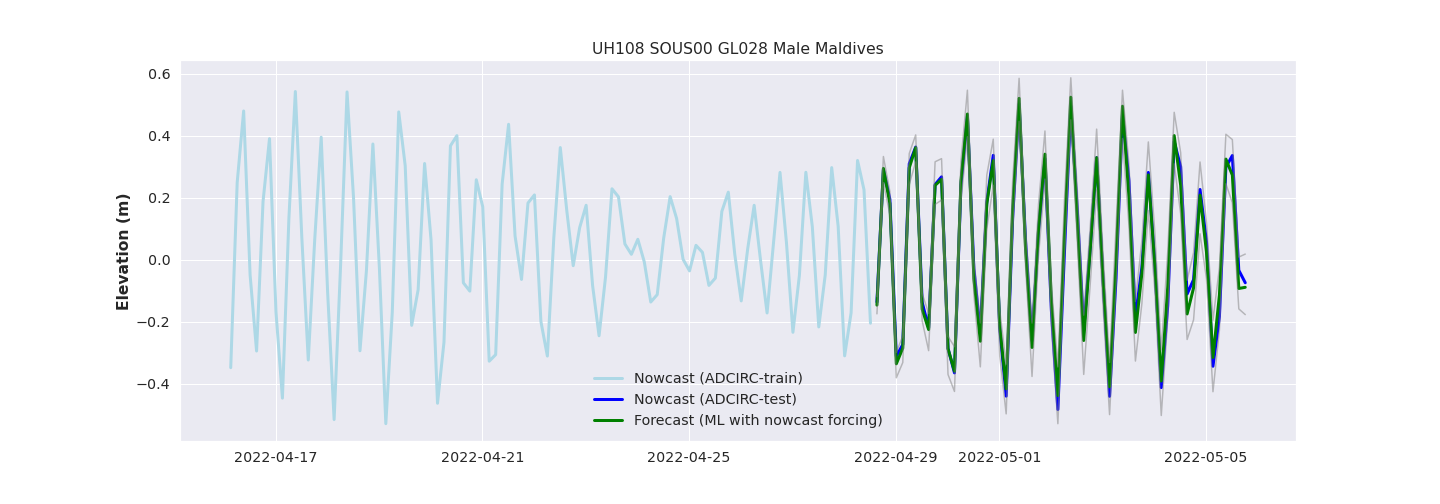 UH108 SOUS00 GL028 Male Maldives
Elevation (m)
0.6
0.4
0.2
0.0
−0.2
−0.4
Nowcast (ADCIRC-train)
Nowcast (ADCIRC-test)
Forecast (ML with nowcast forcing)
2022-04-17 2022-04-21 2022-04-25 2022-04-29 2022-05-01 2022-05-05